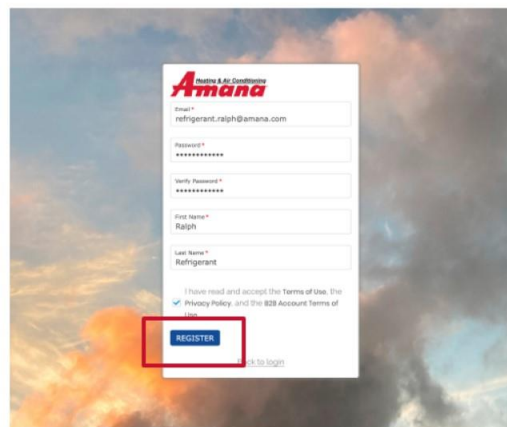 Heating & Air Conditioning
Amana
Email *
refrigerant.ralph@amana.com
Password *
************
Verify Password *
************
First Name *
Ralph
Last Name *
Refrigerant
I have read and accept the Terms of Use, the
Privacy Policy, and the B2B Account Terms of
Use
REGISTER
Back to login